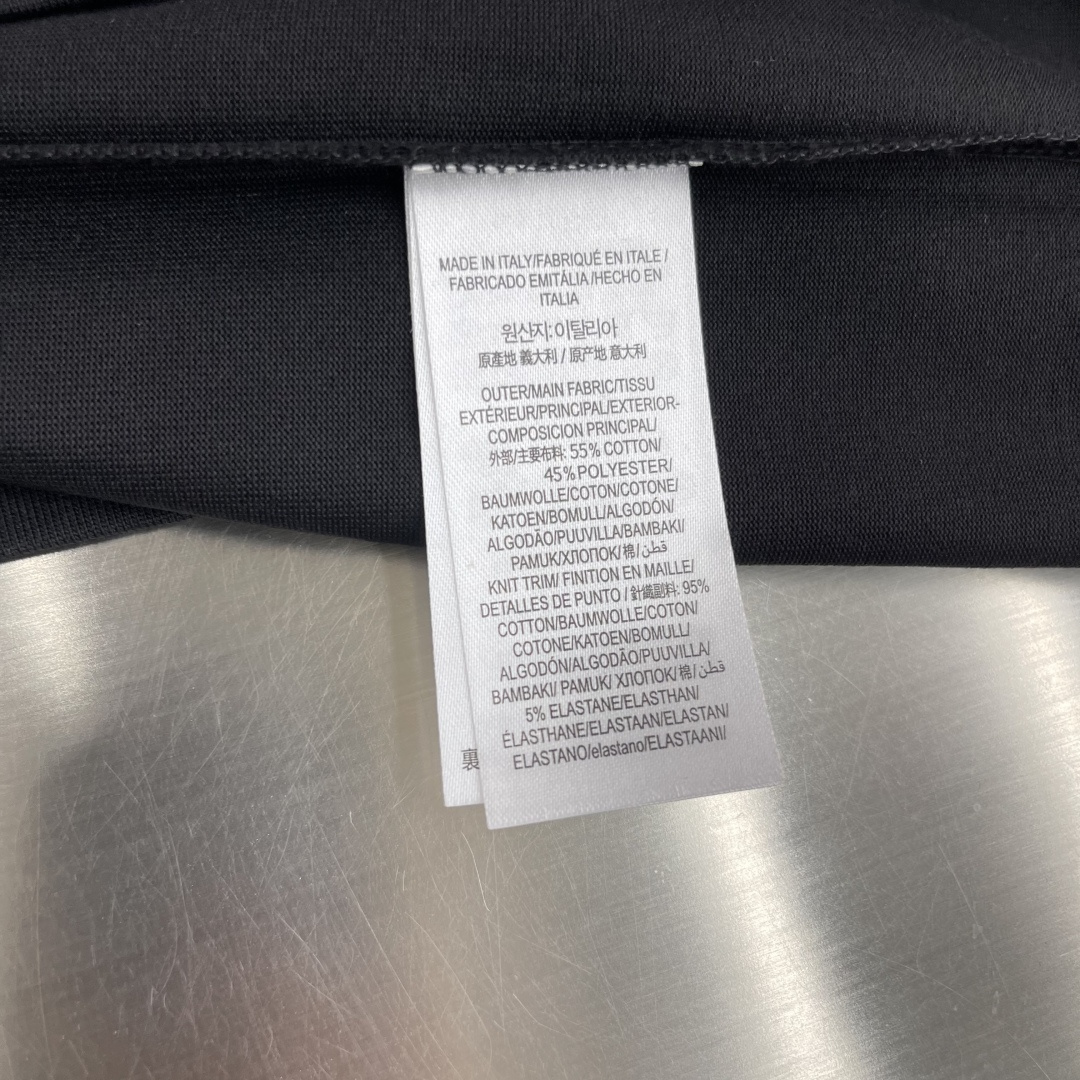 MADE IN ITALY/FABRIQUÉ EN ITALE /
FABRICADO EMITÁLIA /HECHO EN
ITALIA
원산지:이탈리아
原產地 義大利 / 原产地 意大利
OUTER/MAIN FABRIC/TISSU
EXTÉRIEUR/PRINCIPAL/EXTERIOR-
COMPOSICION PRINCIPAL/
外部/主要布料: 55% COTTON/
45%POLYESTER/
BAUMWOLLE/COTON/COTONE/
KATOEN/BOMULL/ALGODÓN/
ALGODÃO/PUUVILLA/BAMBAKI/
PAMUK/ХЛОПОК/棉/قطن
KNIT TRIM/ FINITION EN MAILLE/
DETALLES DE PUNTO / 針織副料: 95%
COTTON/BAUMWOLLE/COTON/
COTONE/KATOEN/BOMULL/
ALGODÓN/ALGODÃO/PUUVILLA/
BAMBAKI/ PAMUK/ ХЛОПОК/棉/قطن
5% ELASTANE/ELASTHAN/
ÉLASTHANE/ELASTAAN/ELASTAN/
ELASTANO/elastano/ELASTAANI/
裏